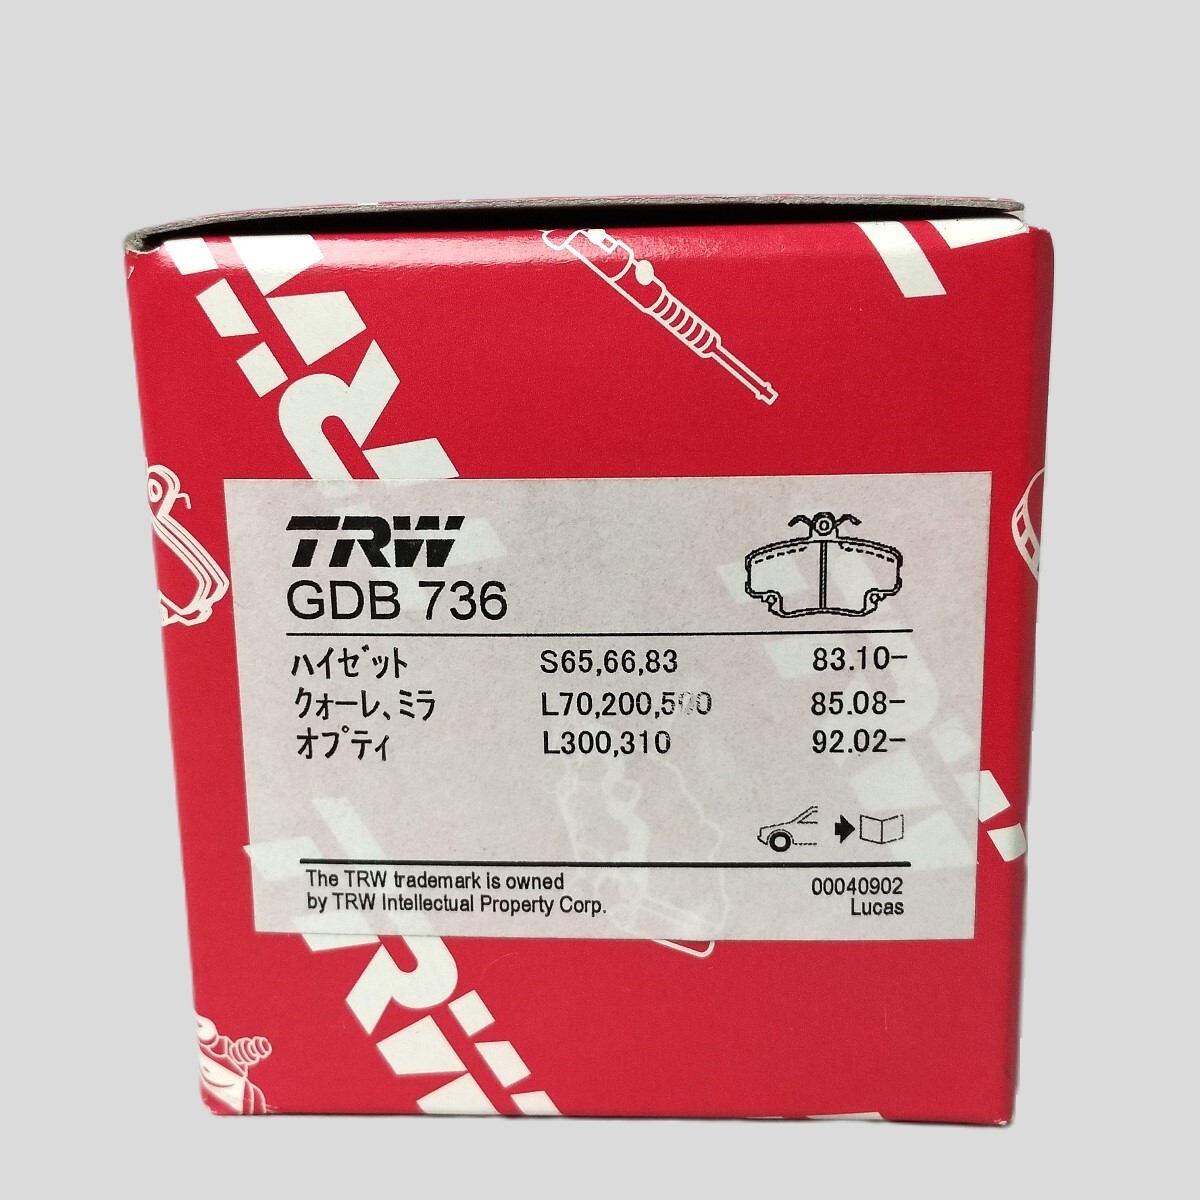 TRW
GDB 736
ハイゼット S65,66,83 83.10-
クォーレ、ミラ L70,200,500 85.08-
オプティ L300,310 92.02-
The TRW trademark is owned
by TRW Intellectual Property Corp.
00040902
Lucas